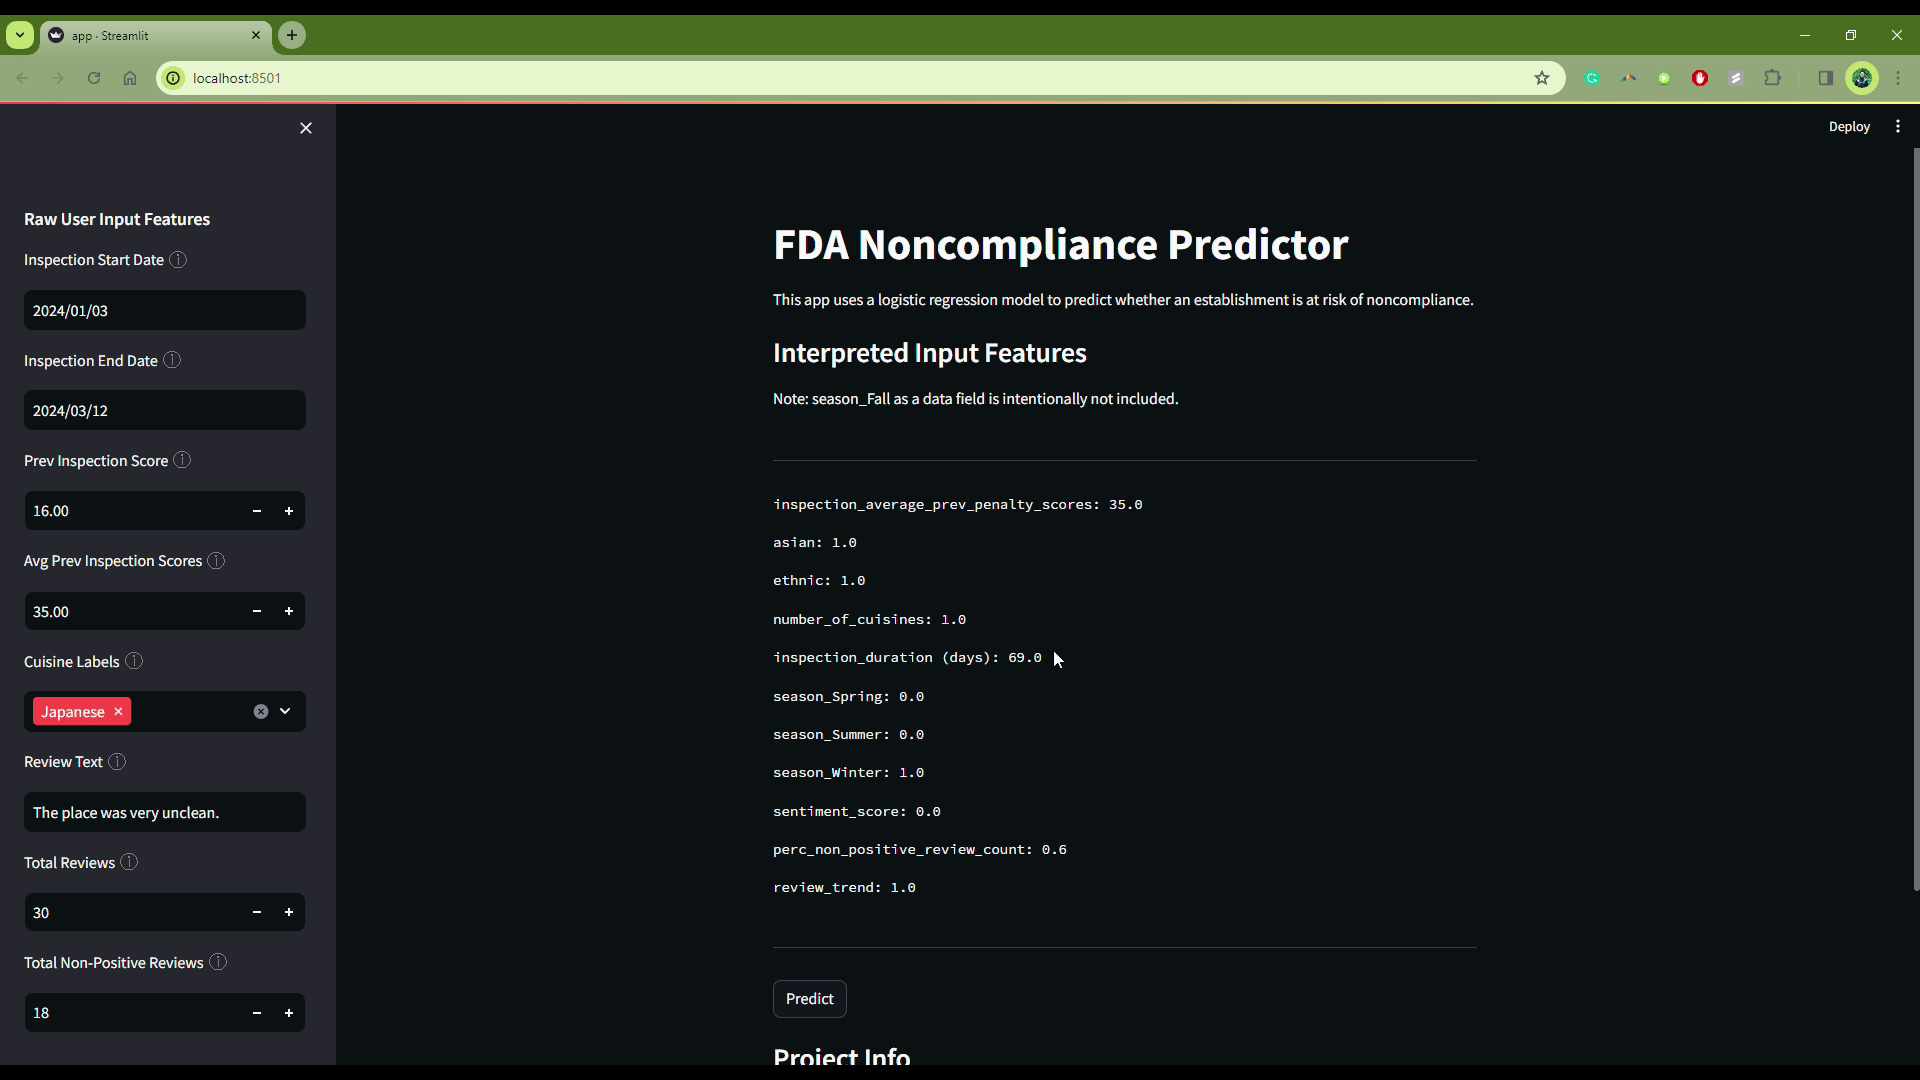 app · Streamlit
localhost:8501
Deploy
Raw User Input Features
Inspection Start Date
2024/01/03
Inspection End Date
2024/03/12
Prev Inspection Score
16.00
Avg Prev Inspection Scores
35.00
Cuisine Labels
Japanese
Review Text
The place was very unclean.
Total Reviews
30
Total Non-Positive Reviews
18
FDA Noncompliance Predictor
This app uses a logistic regression model to predict whether an establishment is at risk of noncompliance.
Interpreted Input Features
Note: season_Fall as a data field is intentionally not included.
inspection_average_prev_penalty_scores: 35.0
asian: 1.0
ethnic: 1.0
number_of_cuisines: 1.0
inspection_duration (days): 69.0
season_Spring: 0.0
season_Summer: 0.0
season_Winter: 1.0
sentiment_score: 0.0
perc_non_positive_review_count: 0.6
review_trend: 1.0
Predict
Project Info